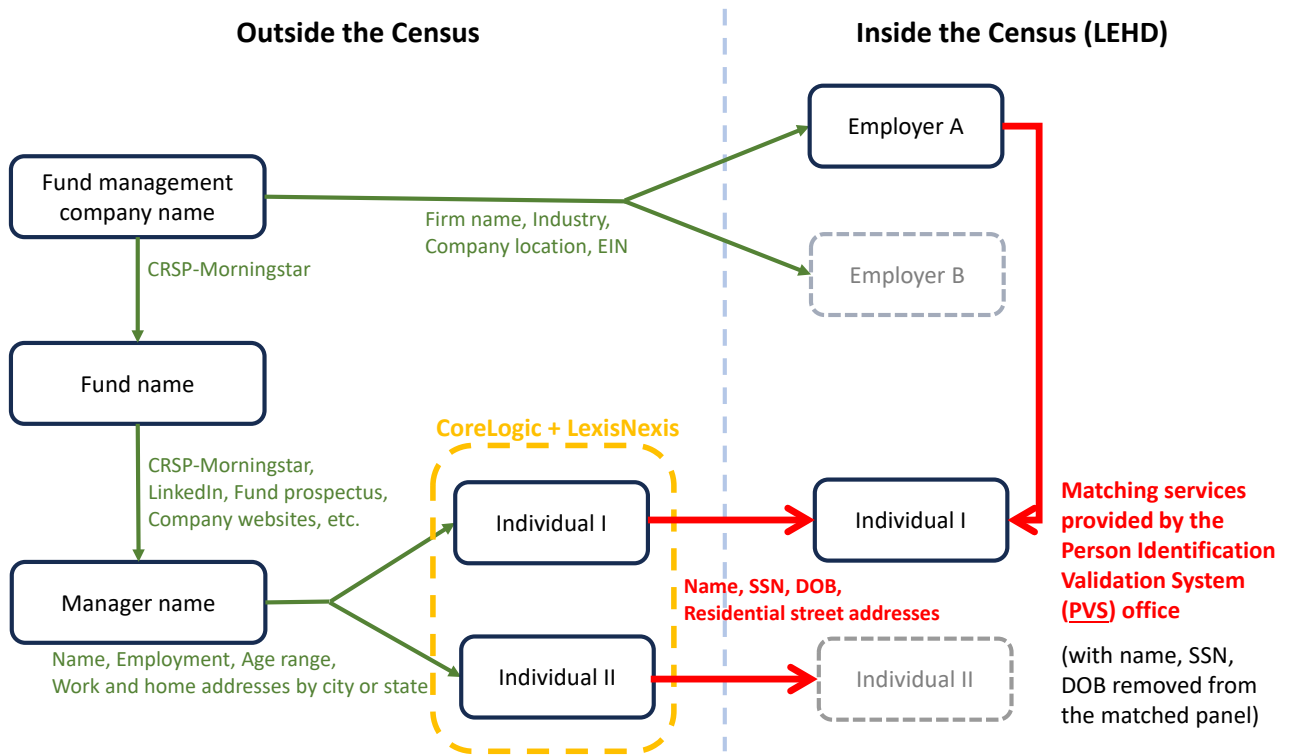 Outside the Census
Inside the Census (LEHD)
Employer A
Fund management
company name
Firm name, Industry,
Company location, EIN
CRSP-Morningstar
Employer B
Fund name
CoreLogic + LexisNexis
CRSP-Morningstar,
LinkedIn, Fund prospectus,
Company websites, etc.
Individual I
Individual I
Matching services
provided by the
Person Identification
Validation System
(PVS) office
Manager name
Name, SSN, DOB,
Residential street addresses
Name, Employment, Age range,
Work and home addresses by city or state
Individual II
Individual II
(with name, SSN,
DOB removed from
the matched panel)